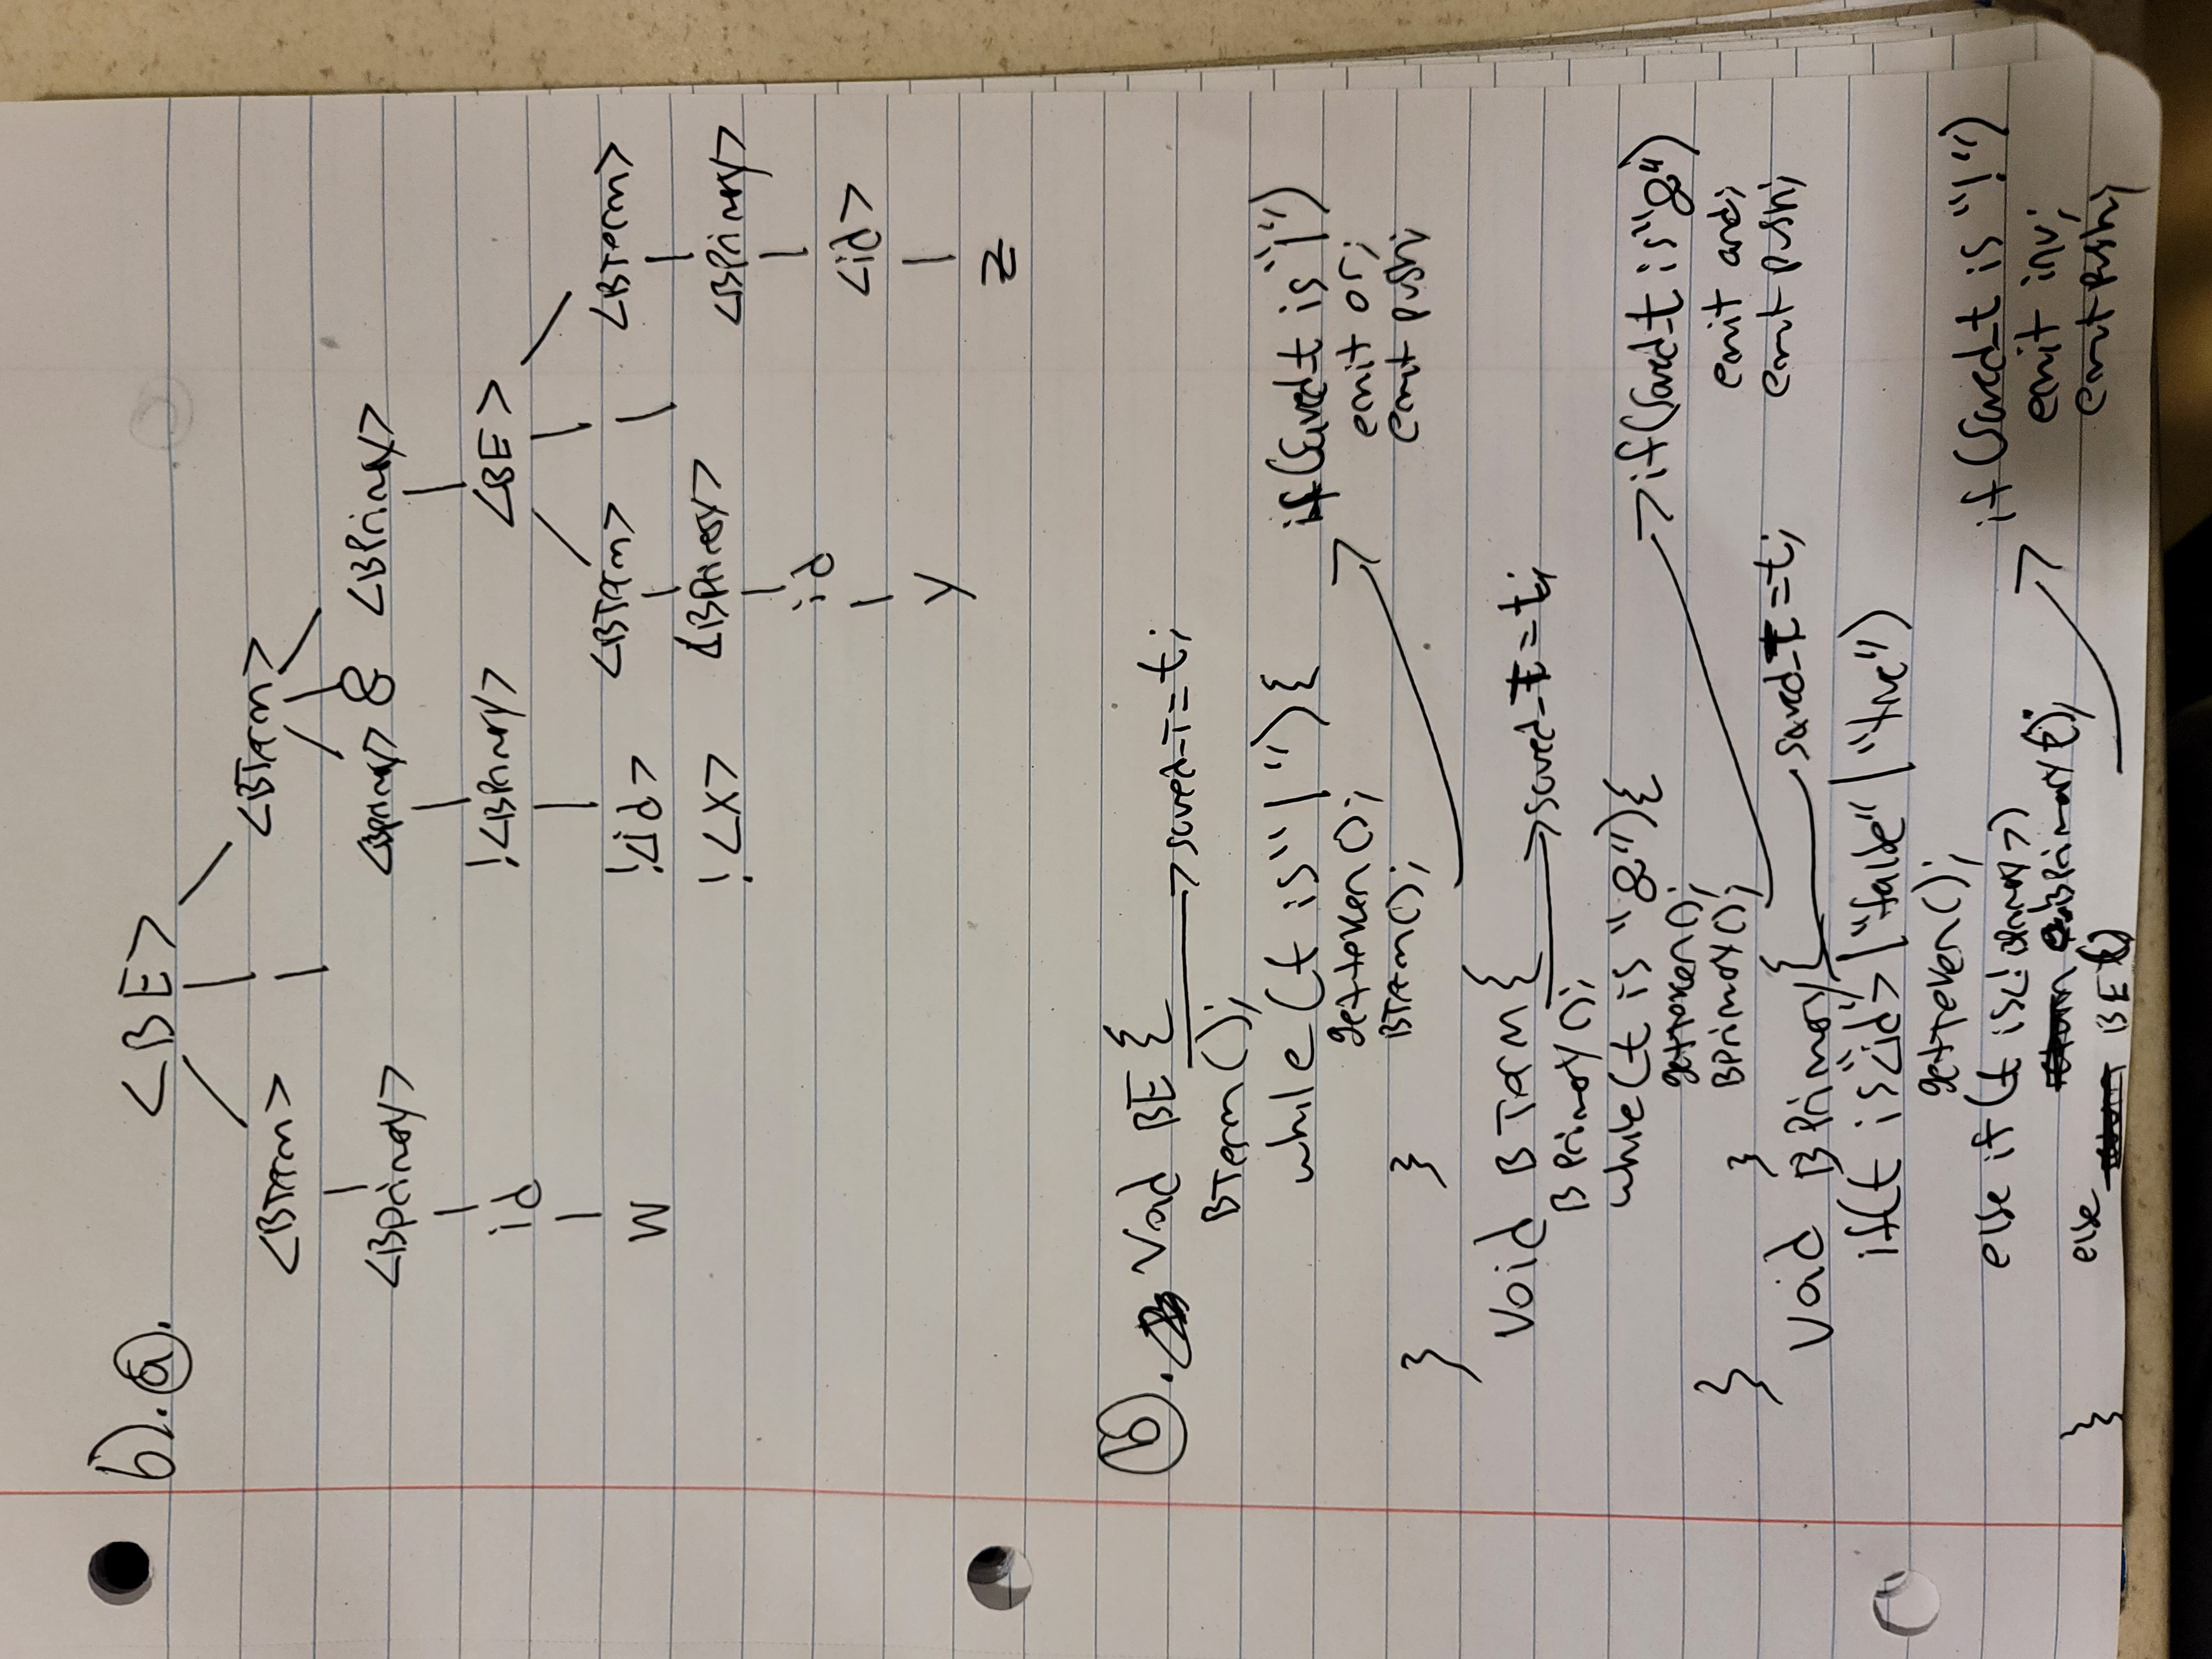 6). a.
<BE>
<BTerm> | <BTerm>
<BPrimary> <Bprimary> & <BPrimary>
id !<BPrimary> <BE>
W !<id> <BTerm> | <BTerm>
!<X> <BPrimary> <BPrimary>
id <id>
y z
b. Void BE { saved_T = t;
BTerm();
while (t is "|") { if (Saved_t is "|")
gettoken(); emit or;
BTerm(); emit push;
} }
Void BTerm { saved_t = t;
BPrimary();
while (t is "&") { if (Saved_t is "&")
gettoken(); emit and;
BPrimary(); emit push;
} }
Void BPrimary { saved_t = t;
if (t is "<id>" | "false" | "true")
getToken();
else if (t is <! BPrimary>) if (Saved_t is "!")
BPrimary(); emit inv;
else BE() emit push;
}